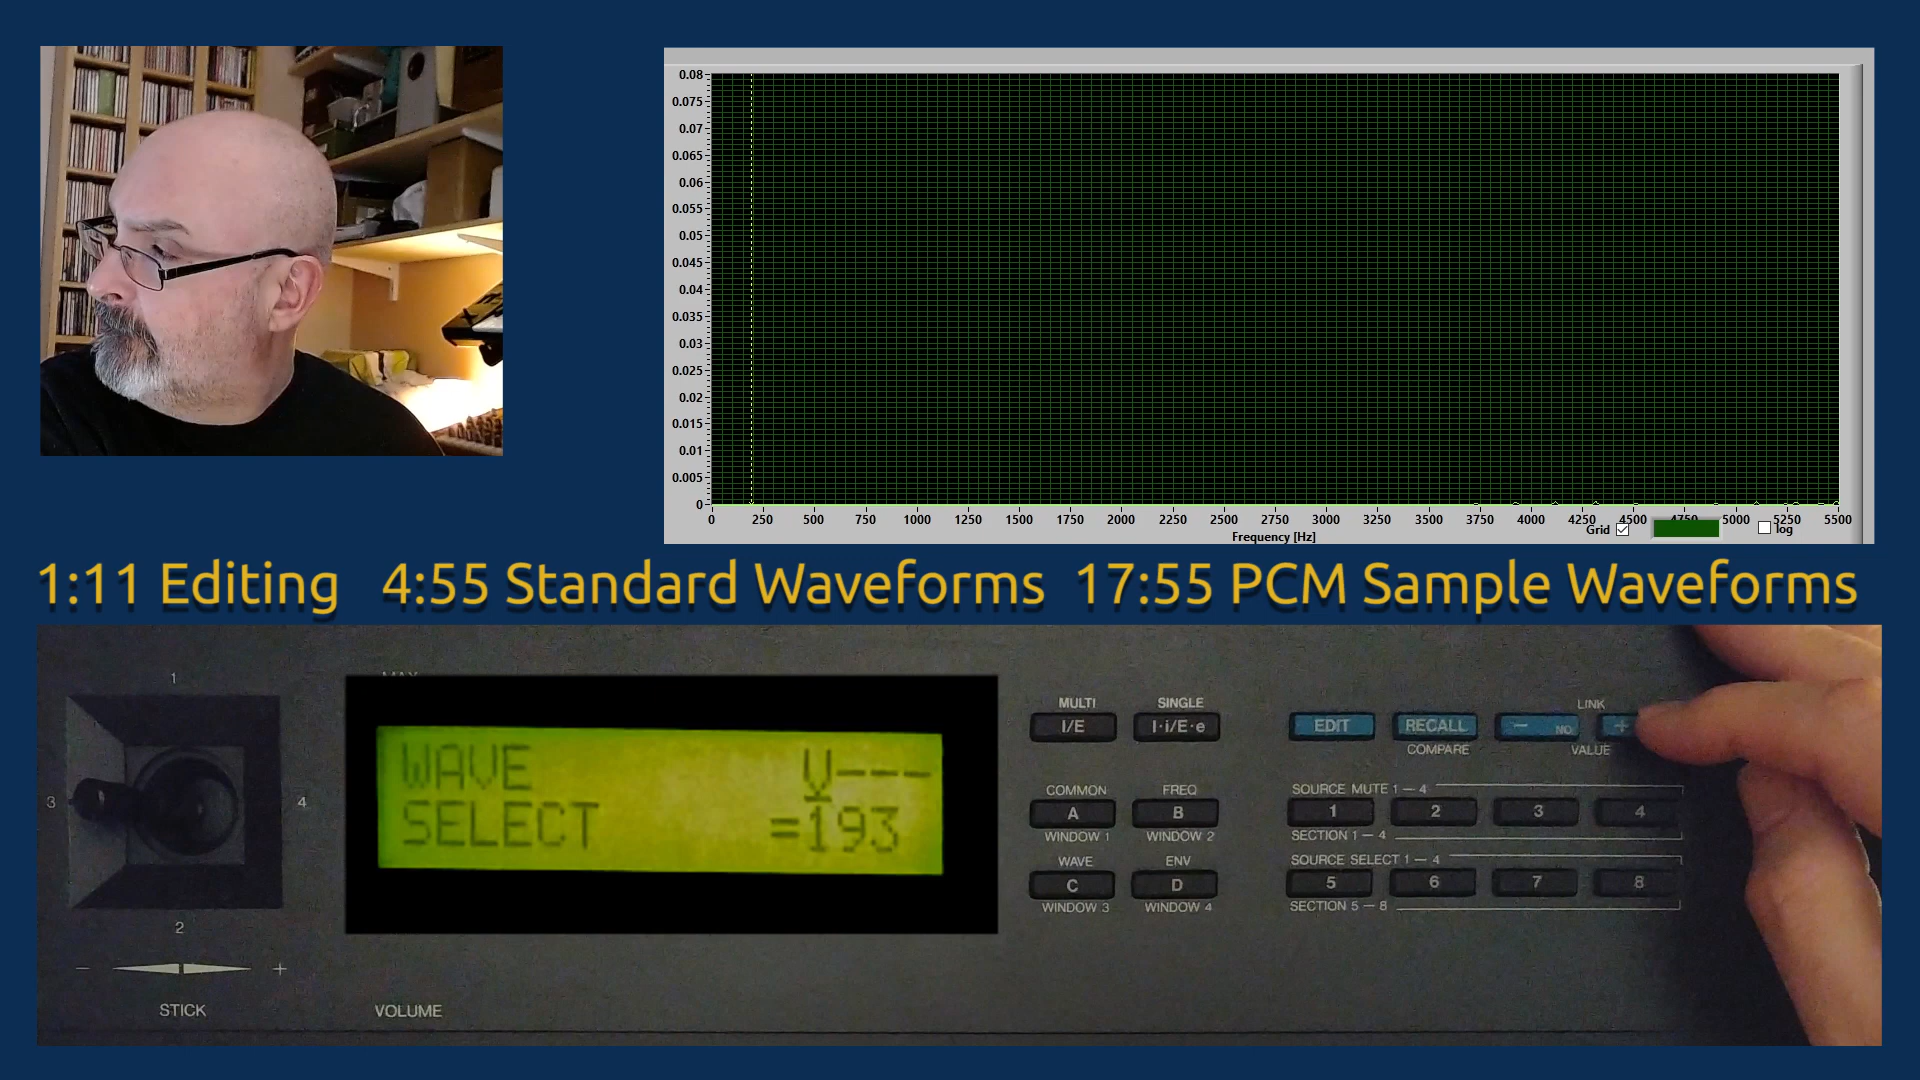 0.08
0.075
0.07
0.065
0.06
0.055
0.05
0.045
0.04
0.035
0.03
0.025
0.02
0.015
0.01
0.005
0
0 250 500 750 1000 1250 1500 1750 2000 2250 2500 2750 3000 3250 3500 3750 4000 4250 4500 4750 5000 5250 5500
Grid log
Frequency [Hz]
1:11 Editing 4:55 Standard Waveforms 17:55 PCM Sample Waveforms
1
3 4
2
- +
STICK
MAX
VOLUME
WAVE V---
SELECT =193
MULTI SINGLE
I/E I·i/E·e
COMMON FREQ
A B
WINDOW 1 WINDOW 2
WAVE ENV
C D
WINDOW 3 WINDOW 4
LINK
EDIT RECALL - NO. +
COMPARE VALUE
SOURCE MUTE 1 — 4
1 2 3 4
SECTION 1 — 4
SOURCE SELECT 1 — 4
5 6 7 8
SECTION 5 — 8